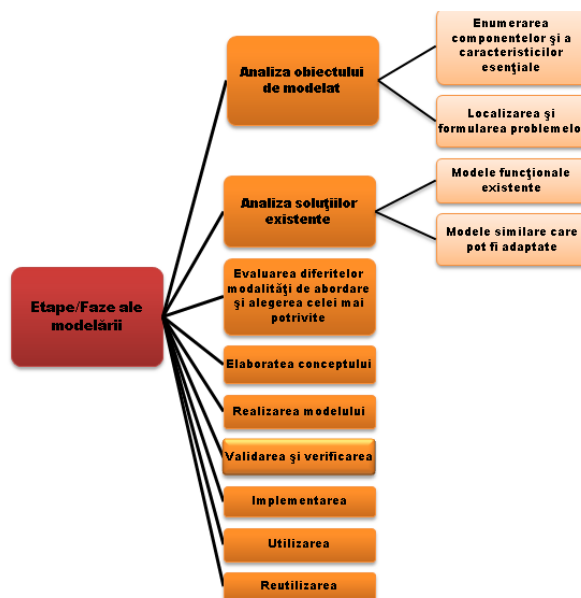 Etape/Faze ale
modelării
Analiza obiectului
de modelat
Enumerarea
componentelor şi a
caracteristicilor
esenţiale
Localizarea şi
formularea problemelo
Analiza soluţiilor
existente
Modele funcţionale
existente
Modele similare care
pot fi adaptate
Evaluarea diferitelor
modalităţi de abordare
şi alegerea celei mai
potrivite
Elaboratea conceptului
Realizarea modelului
Validarea şi verificarea
Implementarea
Utilizarea
Reutilizarea